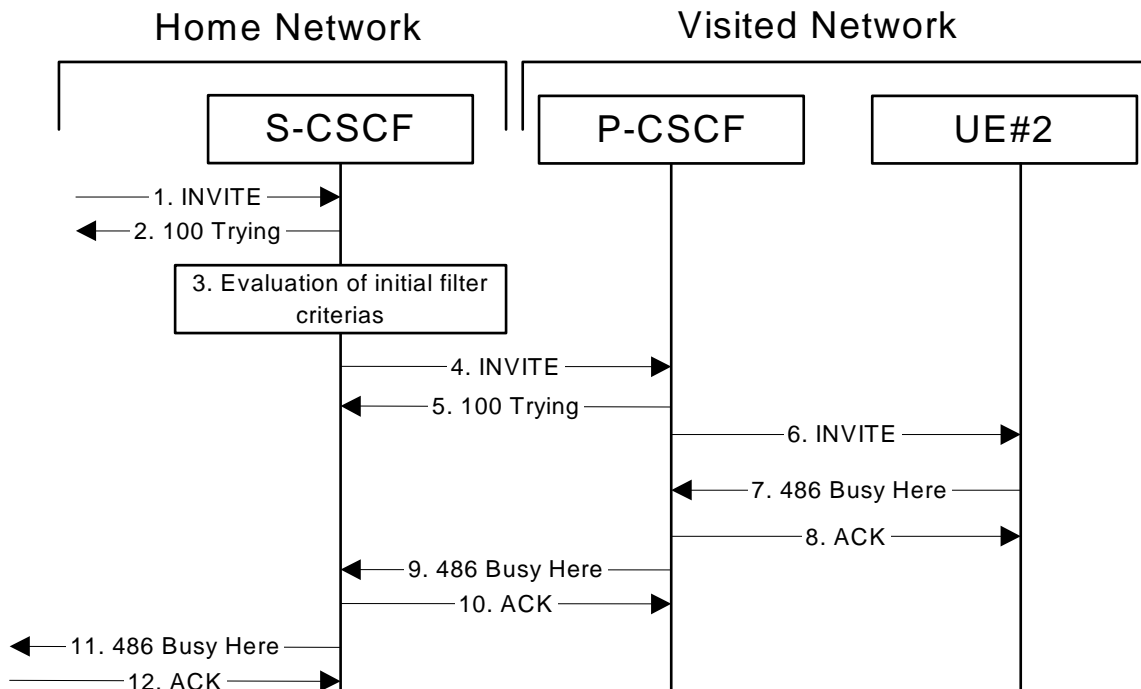 Home Network
Visited Network
S-CSCF
P-CSCF
UE#2
1. INVITE
2. 100 Trying
3. Evaluation of initial filter
criterias
4. INVITE
5. 100 Trying
6. INVITE
7. 486 Busy Here
8. ACK
9. 486 Busy Here
10. ACK
11. 486 Busy Here
12. ACK